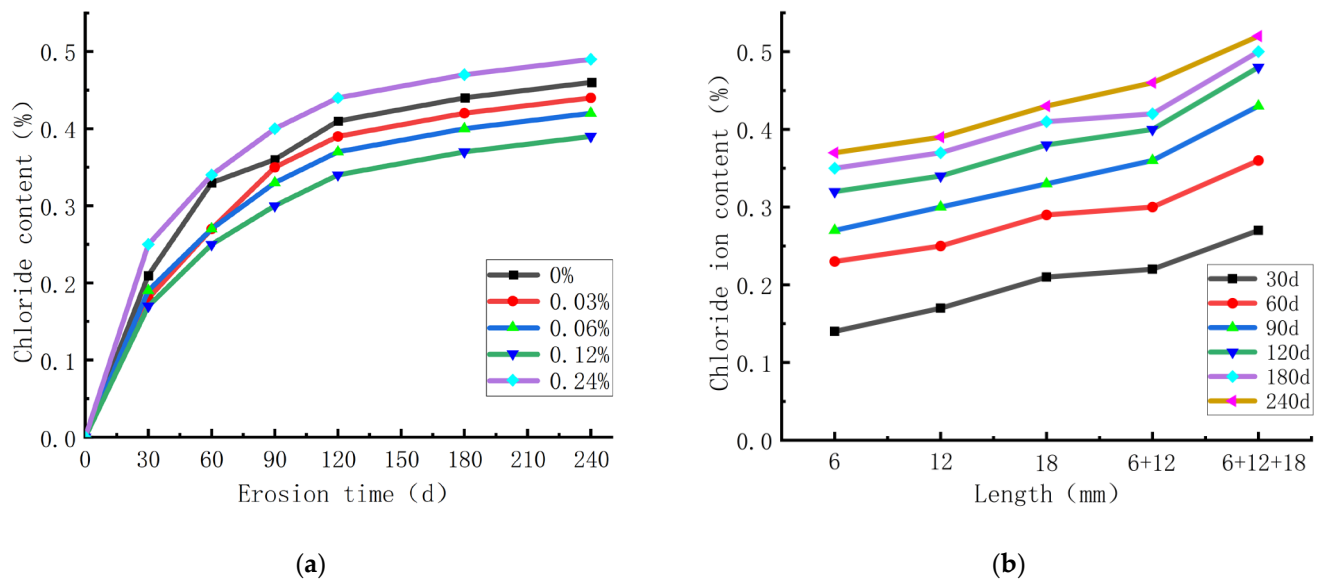 0.5
0.4
0.3
0.2
0.1
0.0
Chloride content (%)
0 30 60 90 120 150 180 210 240
Erosion time (d)
0%
0.03%
0.06%
0.12%
0.24%
(a)
0.5
0.4
0.3
0.2
0.1
0.0
Chloride ion content (%)
6 12 18 6+12 6+12+18
Length (mm)
30d
60d
90d
120d
180d
240d
(b)